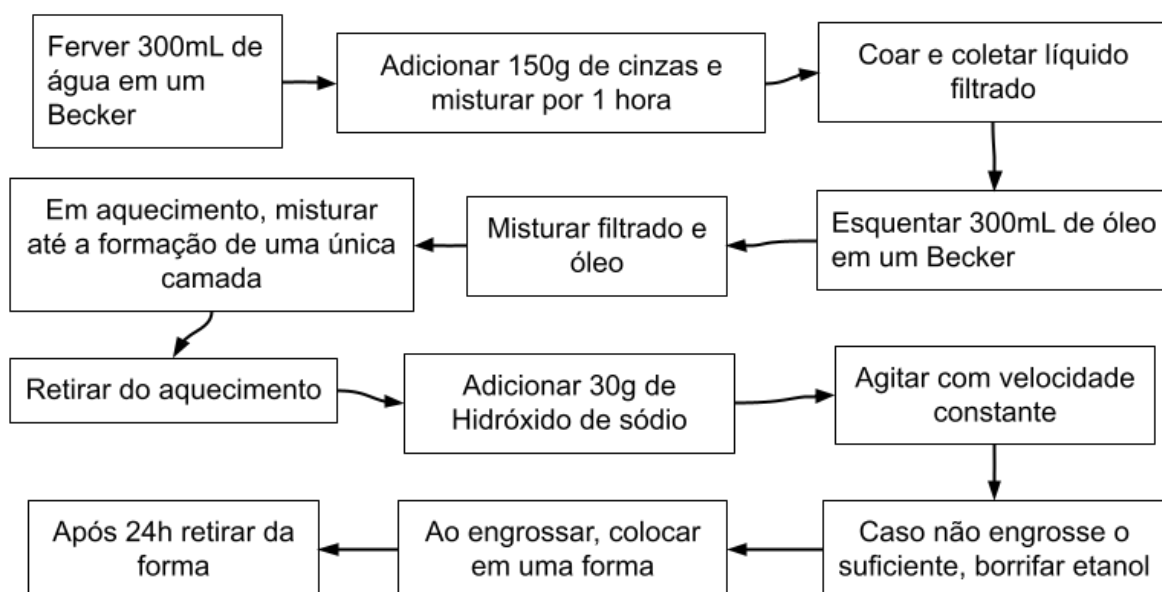 Ferver 300mL de
água em um
Becker
Adicionar 150g de cinzas e
misturar por 1 hora
Coar e coletar líquido
filtrado
Esquentar 300mL de óleo
em um Becker
Misturar filtrado e
óleo
Em aquecimento, misturar
até a formação de uma única
camada
Retirar do aquecimento
Adicionar 30g de
Hidróxido de sódio
Agitar com velocidade
constante
Caso não engrosse o
suficiente, borrifar etanol
Ao engrossar, colocar
em uma forma
Após 24h retirar da
forma